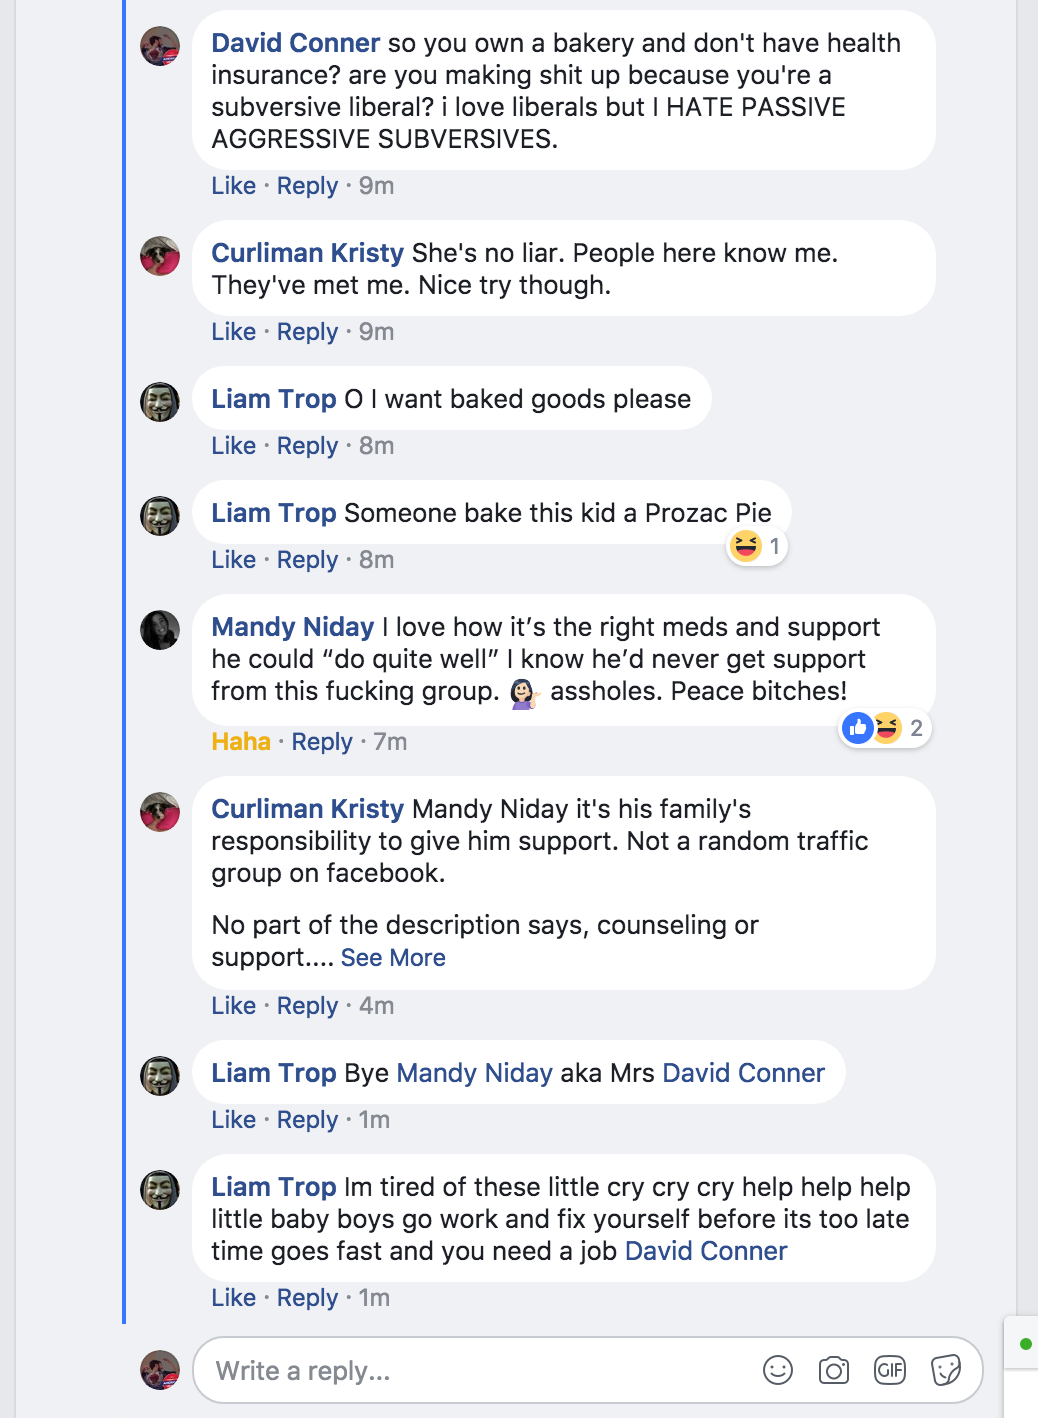 David Conner so you own a bakery and don't have health
insurance? are you making shit up because you're a
subversive liberal? i love liberals but I HATE PASSIVE
AGGRESSIVE SUBVERSIVES.
Like · Reply · 9m
Curliman Kristy She's no liar. People here know me.
They've met me. Nice try though.
Like · Reply · 9m
Liam Trop O I want baked goods please
Like · Reply · 8m
Liam Trop Someone bake this kid a Prozac Pie
1
Like · Reply · 8m
Mandy Niday I love how it’s the right meds and support
he could “do quite well” I know he’d never get support
from this fucking group. 💁🏻‍♀️ assholes. Peace bitches!
2
Haha · Reply · 7m
Curliman Kristy Mandy Niday it's his family's
responsibility to give him support. Not a random traffic
group on facebook.
No part of the description says, counseling or
support.... See More
Like · Reply · 4m
Liam Trop Bye Mandy Niday aka Mrs David Conner
Like · Reply · 1m
Liam Trop Im tired of these little cry cry cry help help help
little baby boys go work and fix yourself before its too late
time goes fast and you need a job David Conner
Like · Reply · 1m
Write a reply...
GIF